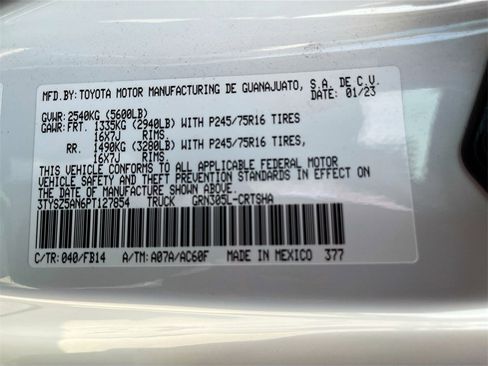 MFD.BY: TOYOTA MOTOR MANUFACTURING DE GUANAJUATO, S.A. DE C.V.
DATE: 01/23
GVWR: 2540KG (5600LB)
GAWR: FRT. 1335KG (2940LB) WITH P245/75R16 TIRES,
16X7J RIMS.
RR. 1490KG (3280LB) WITH P245/75R16 TIRES,
16X7J RIMS.
THIS VEHICLE CONFORMS TO ALL APPLICABLE FEDERAL MOTOR
VEHICLE SAFETY AND THEFT PREVENTION STANDARDS IN EFFECT ON
THE DATE OF MANUFACTURE SHOWN ABOVE.
3TYSZ5AN6PT127854 TRUCK GRN305L-CRTSHA
C/TR: 040/FB14 A/TM: A07A/AC60F MADE IN MEXICO 377